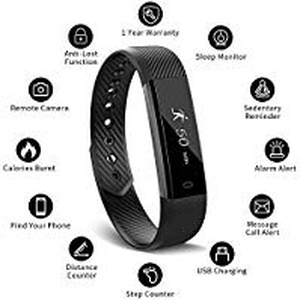 1 Year Warranty
Anti-Lost
Function
Sleep Monitor
Remote Camera
Sedentary
Reminder
Calories Burnt
Alarm Alert
Find Your Phone
Message
Call Alert
Distance
Counter
USB Charging
Step Counter
50